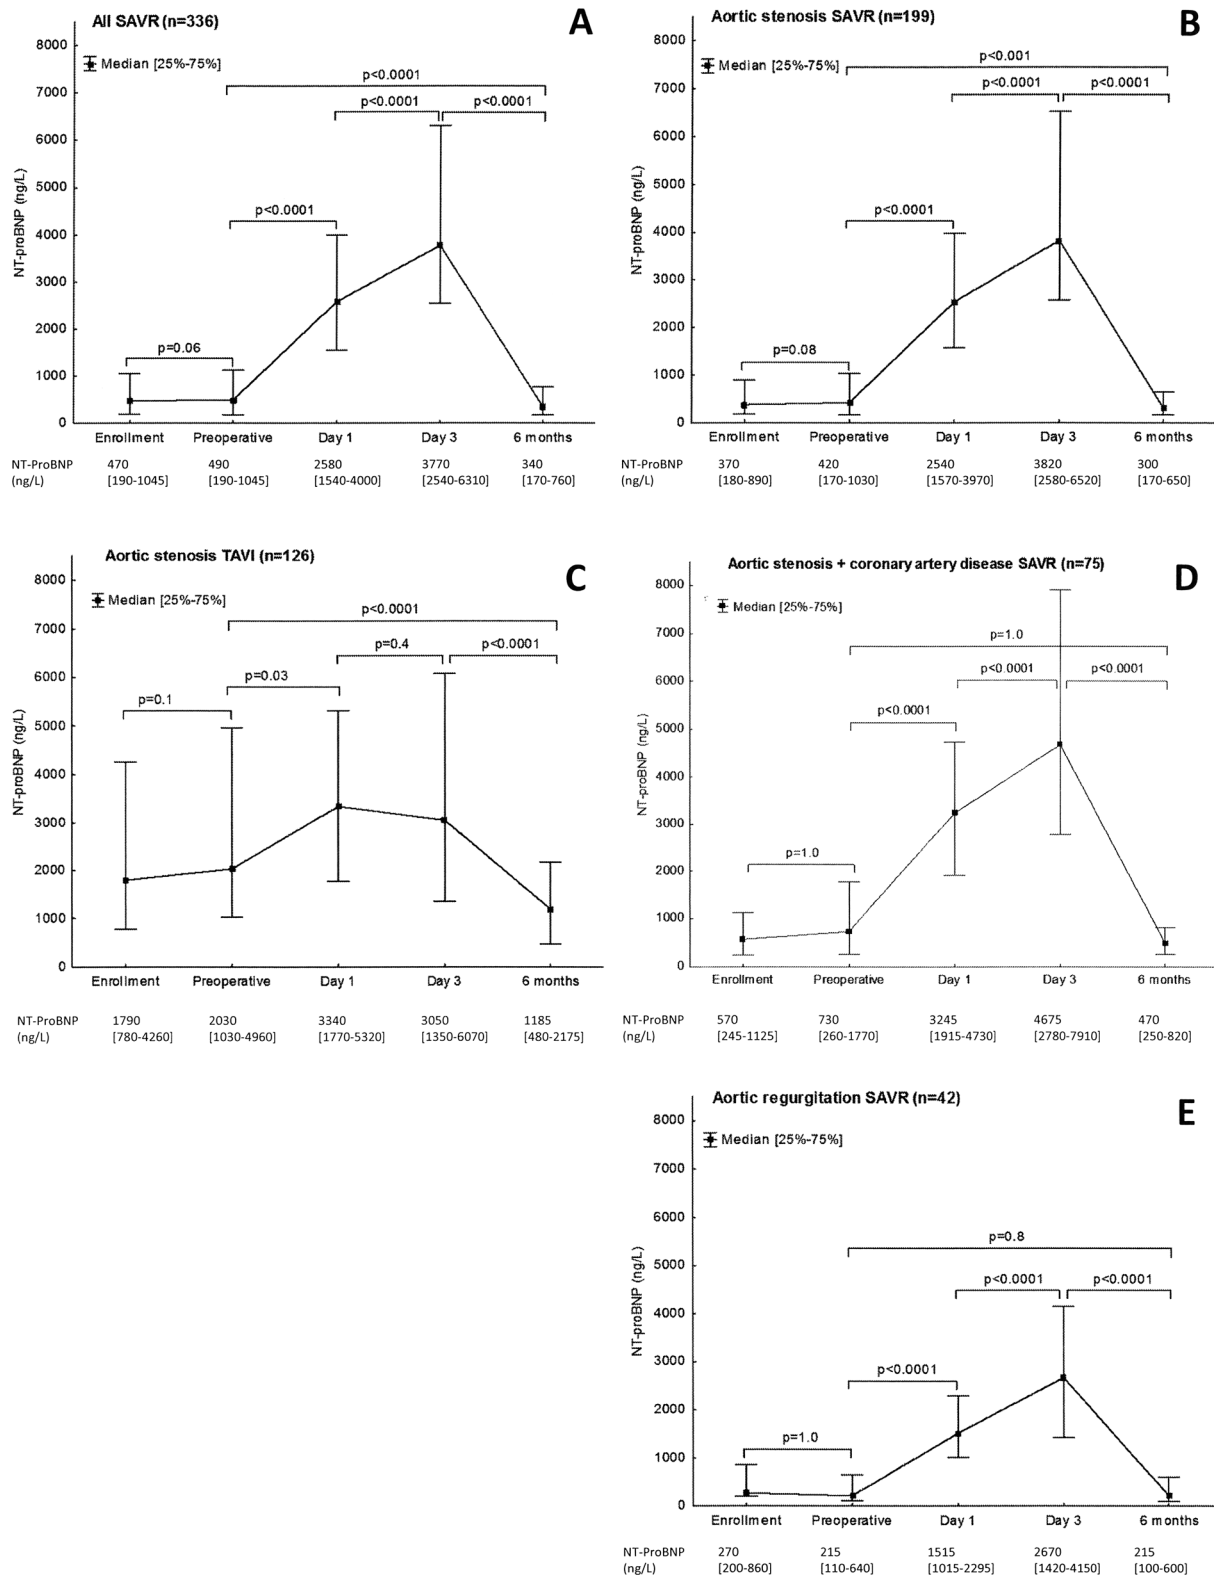 All SAVR (n=336)
A
Median [25%-75%]
p<0.0001
p<0.0001
p<0.0001
p<0.0001
p=0.06
NT-proBNP (ng/L)
8000
7000
6000
5000
4000
3000
2000
1000
0
Enrollment Preoperative Day 1 Day 3 6 months
NT-ProBNP 470 490 2580 3770 340
(ng/L) [190-1045] [190-1045] [1540-4000] [2540-6310] [170-760]
Aortic stenosis SAVR (n=199)
B
Median [25%-75%]
p<0.001
p<0.0001
p<0.0001
p<0.0001
p=0.08
NT-proBNP (ng/L)
8000
7000
6000
5000
4000
3000
2000
1000
0
Enrollment Preoperative Day 1 Day 3 6 months
NT-ProBNP 370 420 2540 3820 300
(ng/L) [180-890] [170-1030] [1570-3970] [2580-6520] [170-650]
Aortic stenosis TAVI (n=126)
C
Median [25%-75%]
p<0.0001
p=0.4
p<0.0001
p=0.03
p=0.1
NT-proBNP (ng/L)
8000
7000
6000
5000
4000
3000
2000
1000
0
Enrollment Preoperative Day 1 Day 3 6 months
NT-ProBNP 1790 2030 3340 3050 1185
(ng/L) [780-4260] [1030-4960] [1770-5320] [1350-6070] [480-2175]
Aortic stenosis + coronary artery disease SAVR (n=75)
D
Median [25%-75%]
p=1.0
p<0.0001
p<0.0001
p<0.0001
p=1.0
NT-proBNP (ng/L)
8000
7000
6000
5000
4000
3000
2000
1000
0
Enrollment Preoperative Day 1 Day 3 6 months
NT-ProBNP 570 730 3245 4675 470
(ng/L) [245-1125] [260-1770] [1915-4730] [2780-7910] [250-820]
Aortic regurgitation SAVR (n=42)
E
Median [25%-75%]
p=0.8
p<0.0001
p<0.0001
p<0.0001
p=1.0
NT-proBNP (ng/L)
8000
7000
6000
5000
4000
3000
2000
1000
0
Enrollment Preoperative Day 1 Day 3 6 months
NT-ProBNP 270 215 1515 2670 215
(ng/L) [200-860] [110-640] [1015-2295] [1420-4150] [100-600]